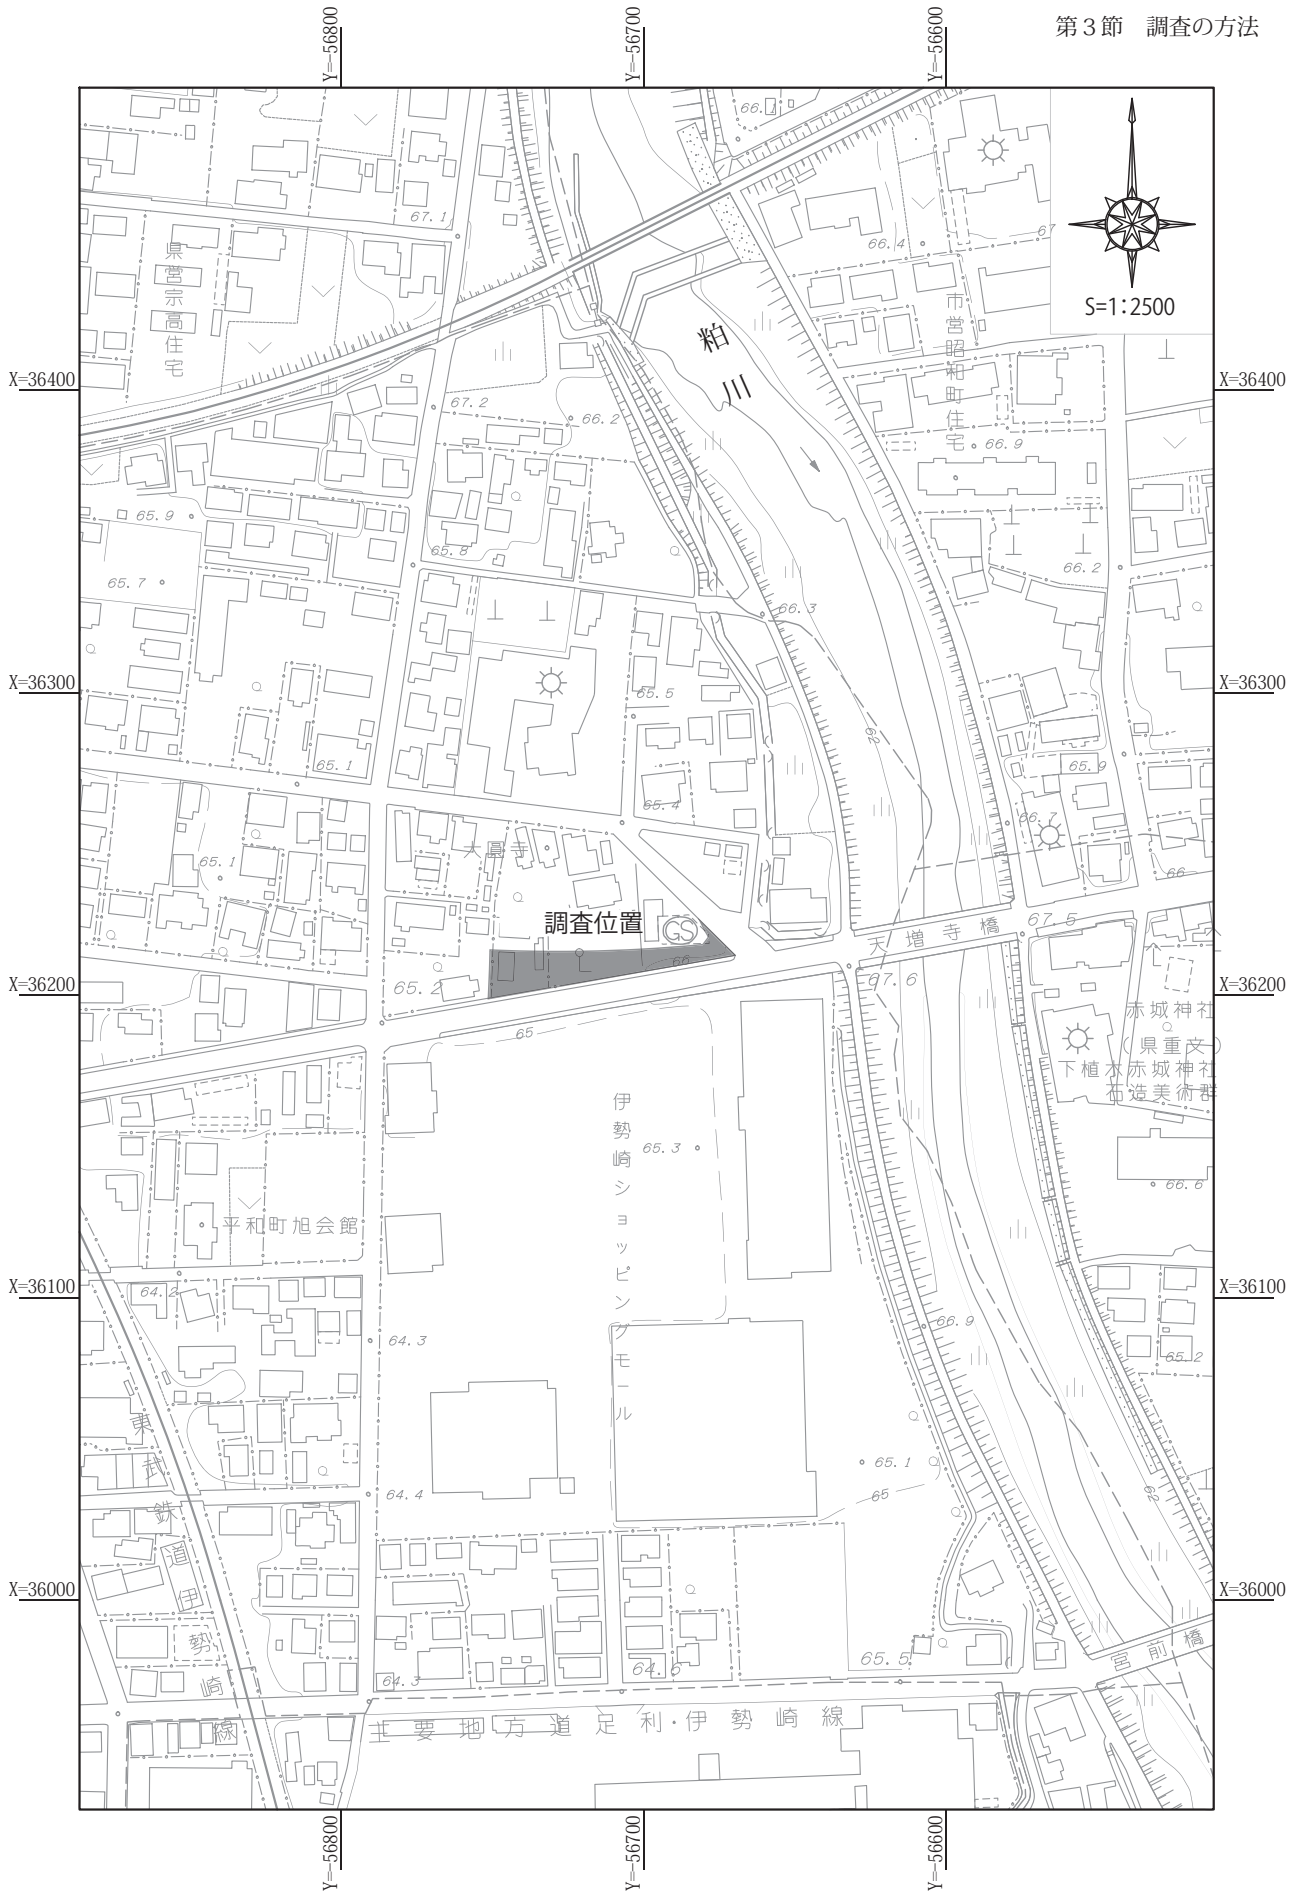 第３節　調査の方法
Y=-56800
Y=-56700
Y=-56600
S=1：2500
66.7
67.1
66.4
67
県営宗高住宅
市営昭和町住宅
粕川
X=36400
X=36400
67.2
66.2
66.9
65.9
65.8
65.7
66.2
66.3
X=36300
X=36300
65.5
62
65.1
65.9
65.4
66.7
大圓寺
65.1
66
調査位置
GS
天増寺橋
67.5
66
65.2
67.6
X=36200
X=36200
赤城神社
65
（県重文）
下植木赤城神社
石造美術群
伊勢崎ショッピングモール
65.3
66.6
平和町旭会館
64.2
X=36100
X=36100
64.3
66.9
65.2
東武鉄道伊勢崎線
65.1
64.4
65
62
X=36000
X=36000
宮前橋
65.5
64.6
64.3
主要地方道足利・伊勢崎線
Y=-56800
Y=-56700
Y=-56600